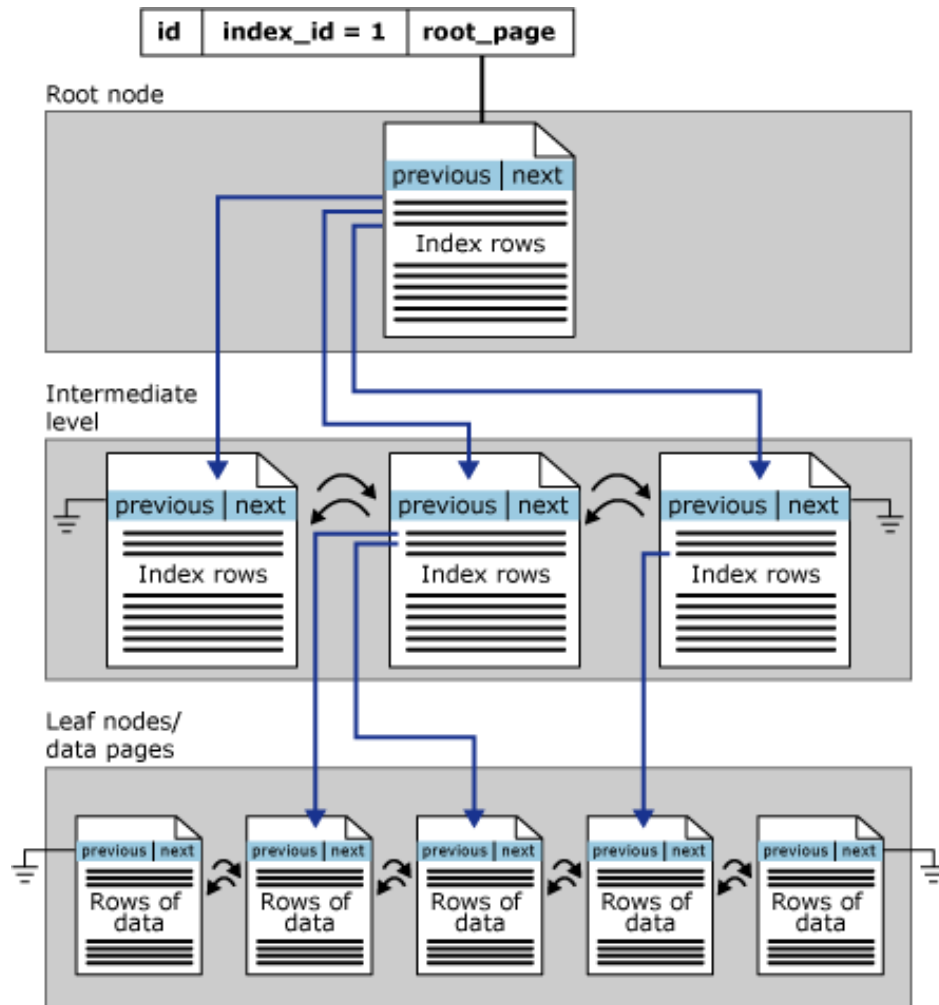 id index_id = 1 root_page
Root node
previous next
Index rows
Intermediate
level
previous next previous next previous next
Index rows Index rows Index rows
Leaf nodes/
data pages
previous next previous next previous next previous next previous next
Rows of Rows of Rows of Rows of Rows of
data data data data data